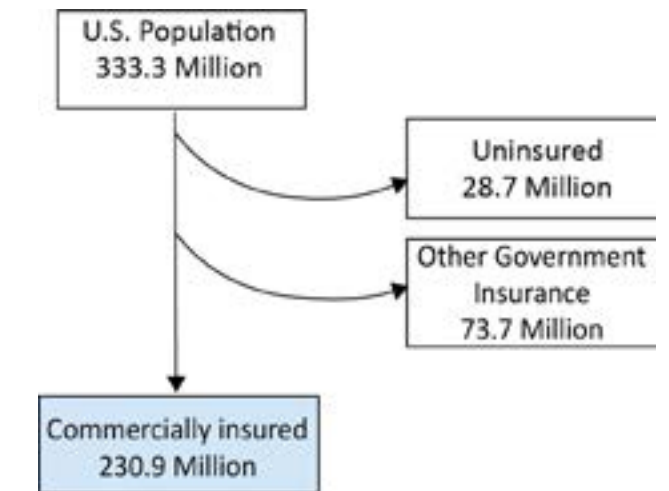 U.S. Population
333.3 Million
Uninsured
28.7 Million
Other Government
Insurance
73.7 Million
Commercially insured
230.9 Million